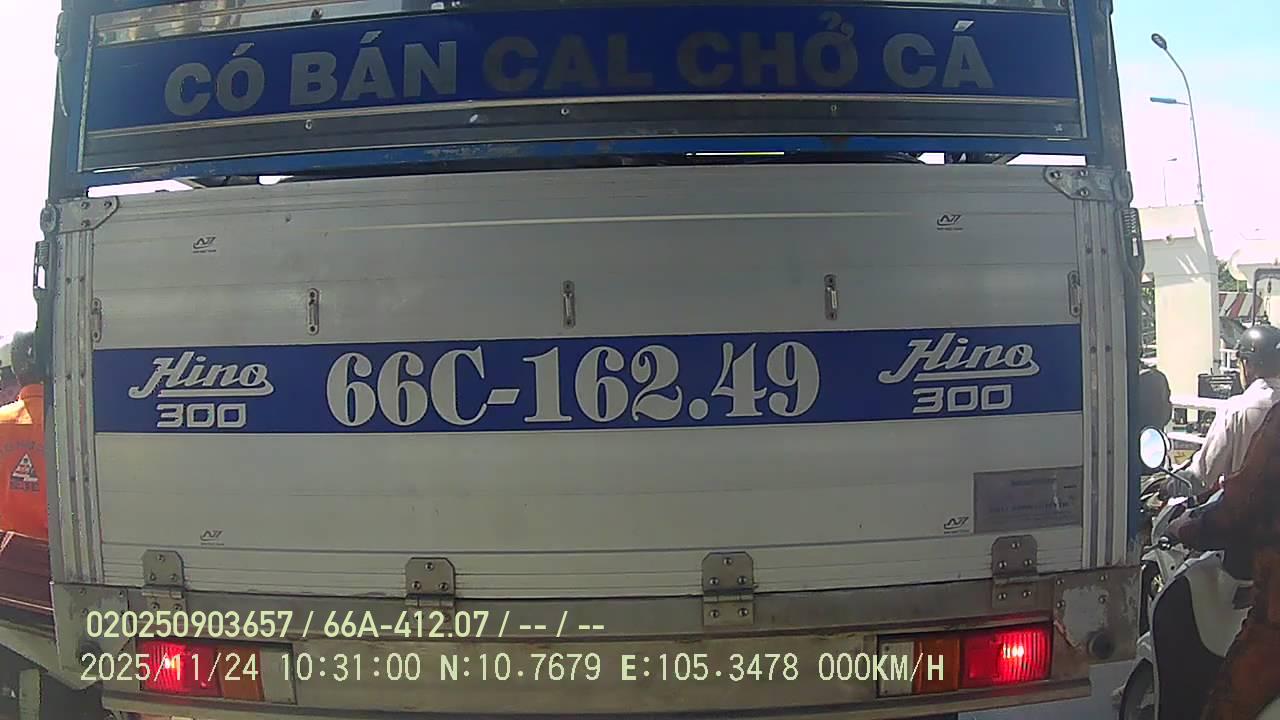 CÓ BÁN CAL CHỞ CÁ
Hino 300
66C-162.49
Hino 300
020250903657 / 66A-412.07 / -- / --
2025/11/24 10:31:00 N:10.7679 E:105.3478 000KM/H